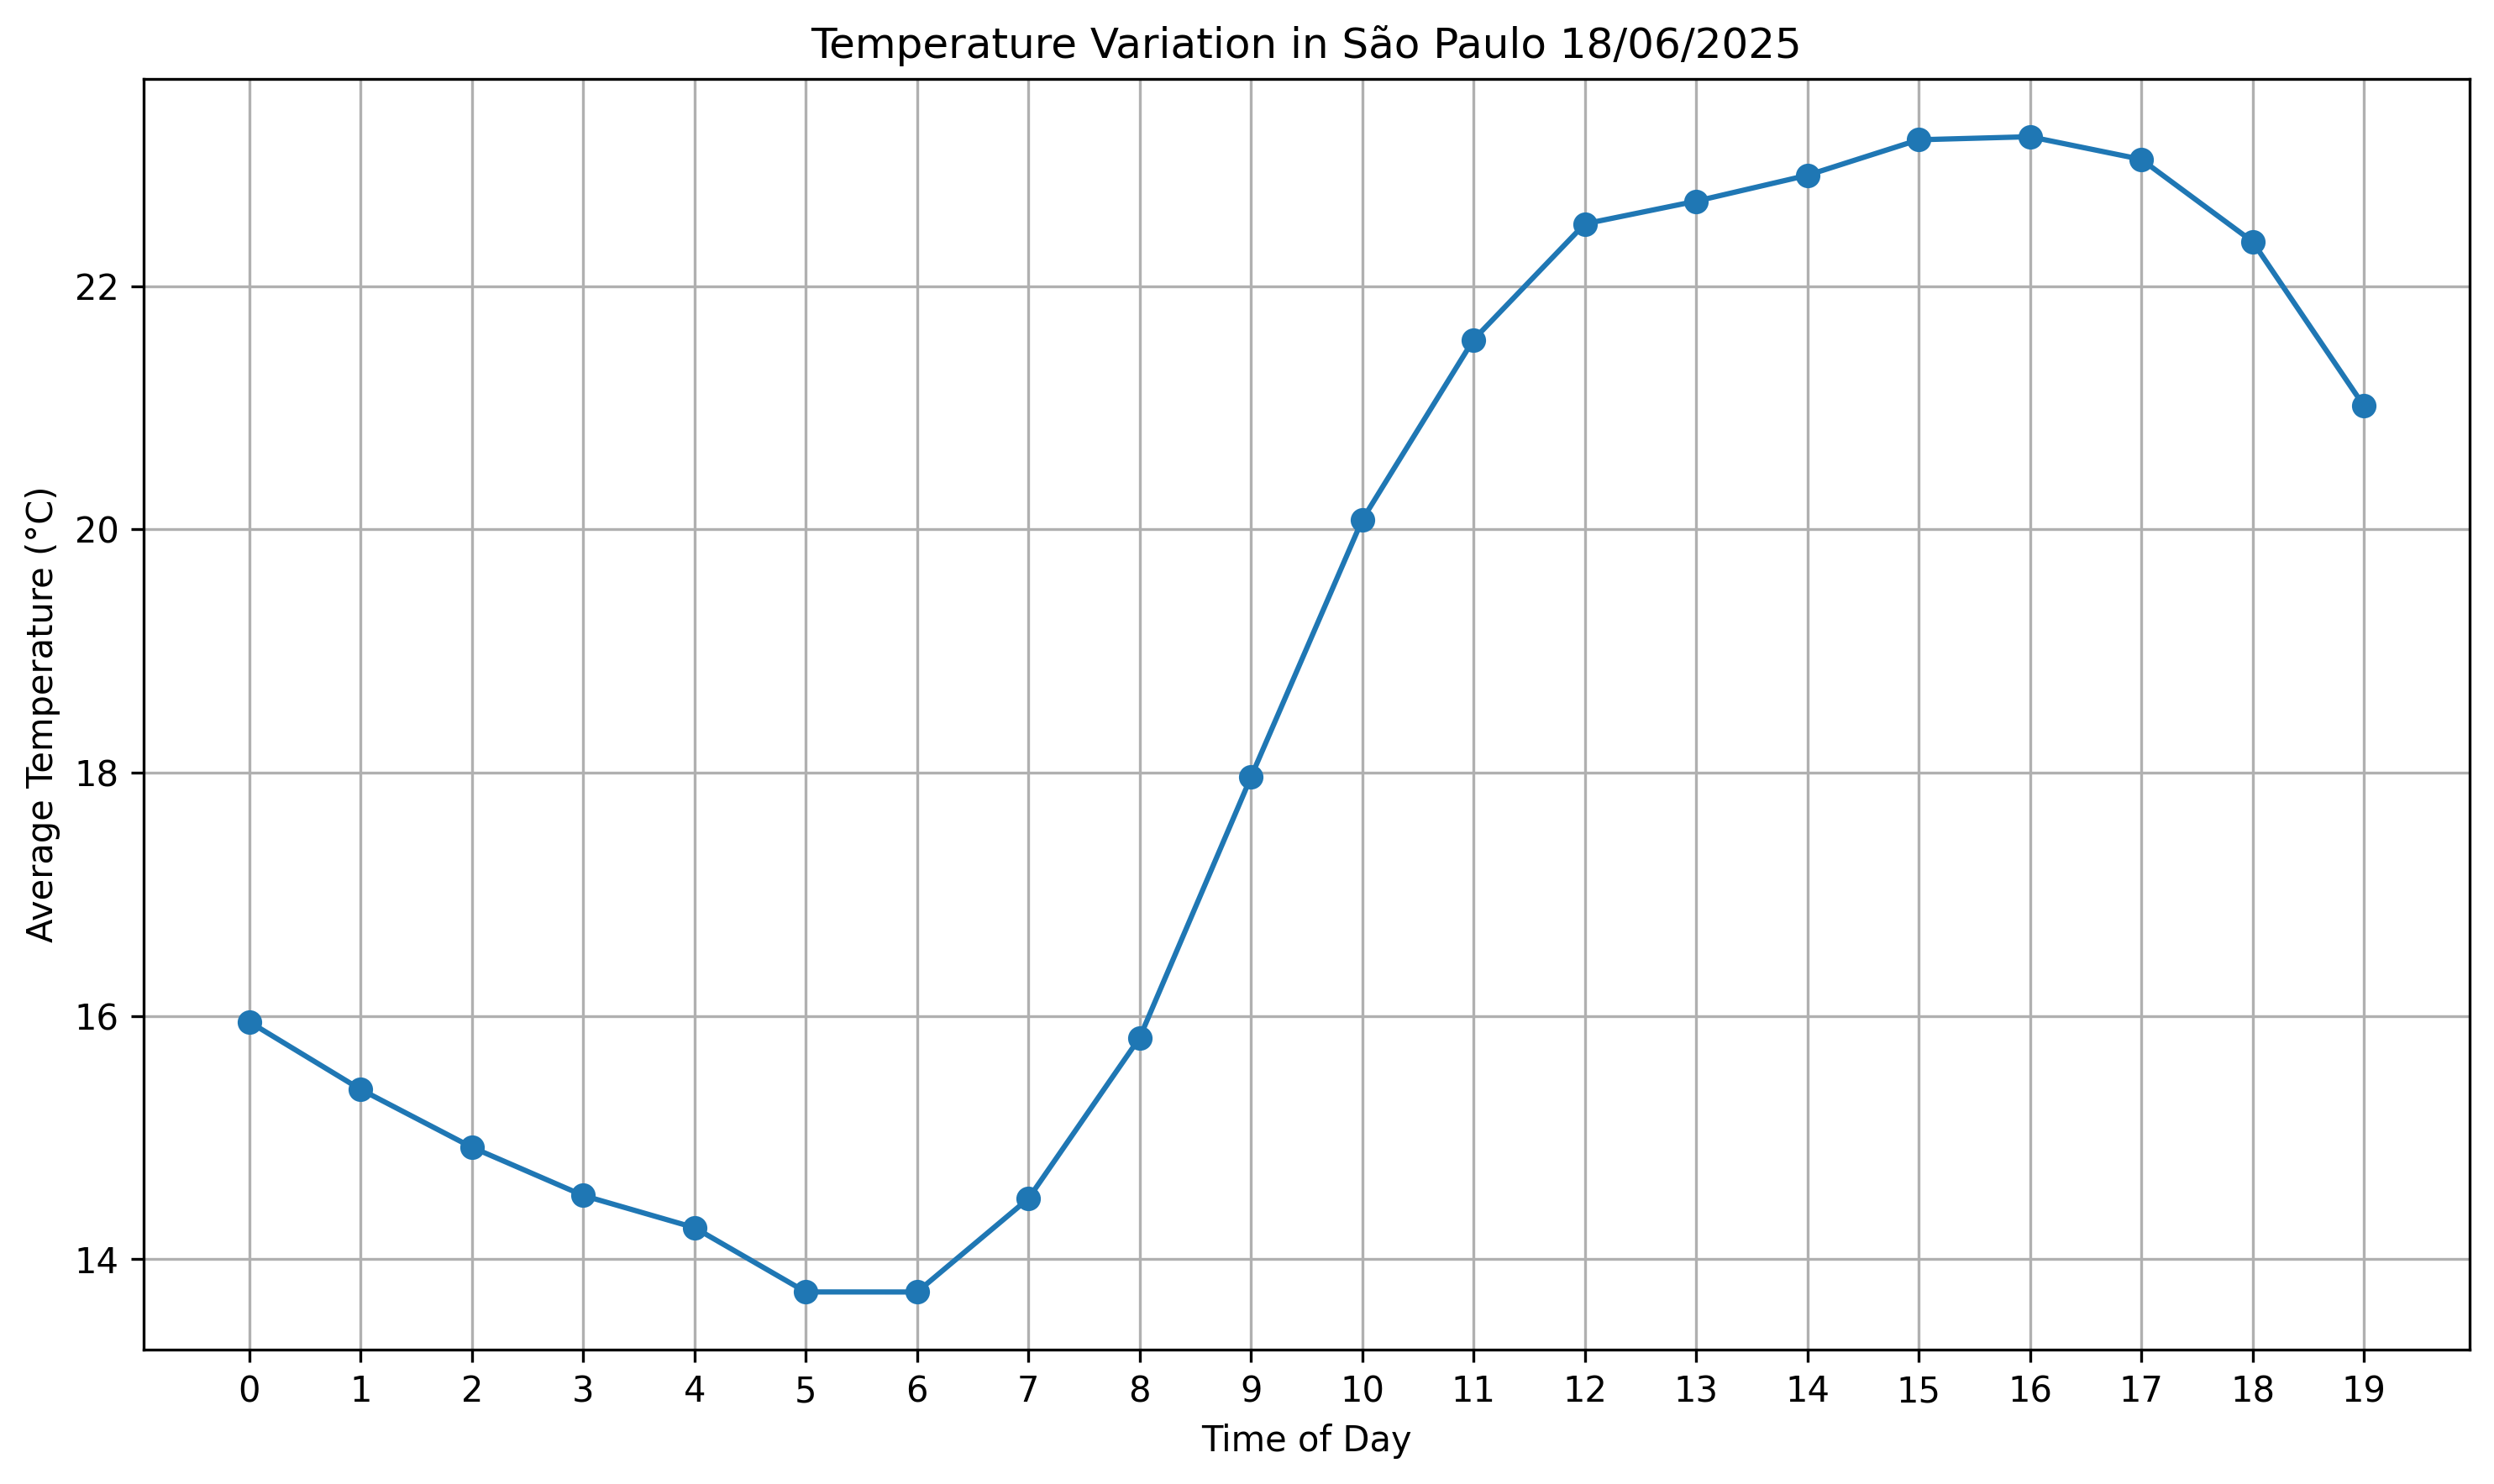 Temperature Variation in São Paulo 18/06/2025
Average Temperature (°C)
22
20
18
16
14
0 1 2 3 4 5 6 7 8 9 10 11 12 13 14 15 16 17 18 19
Time of Day